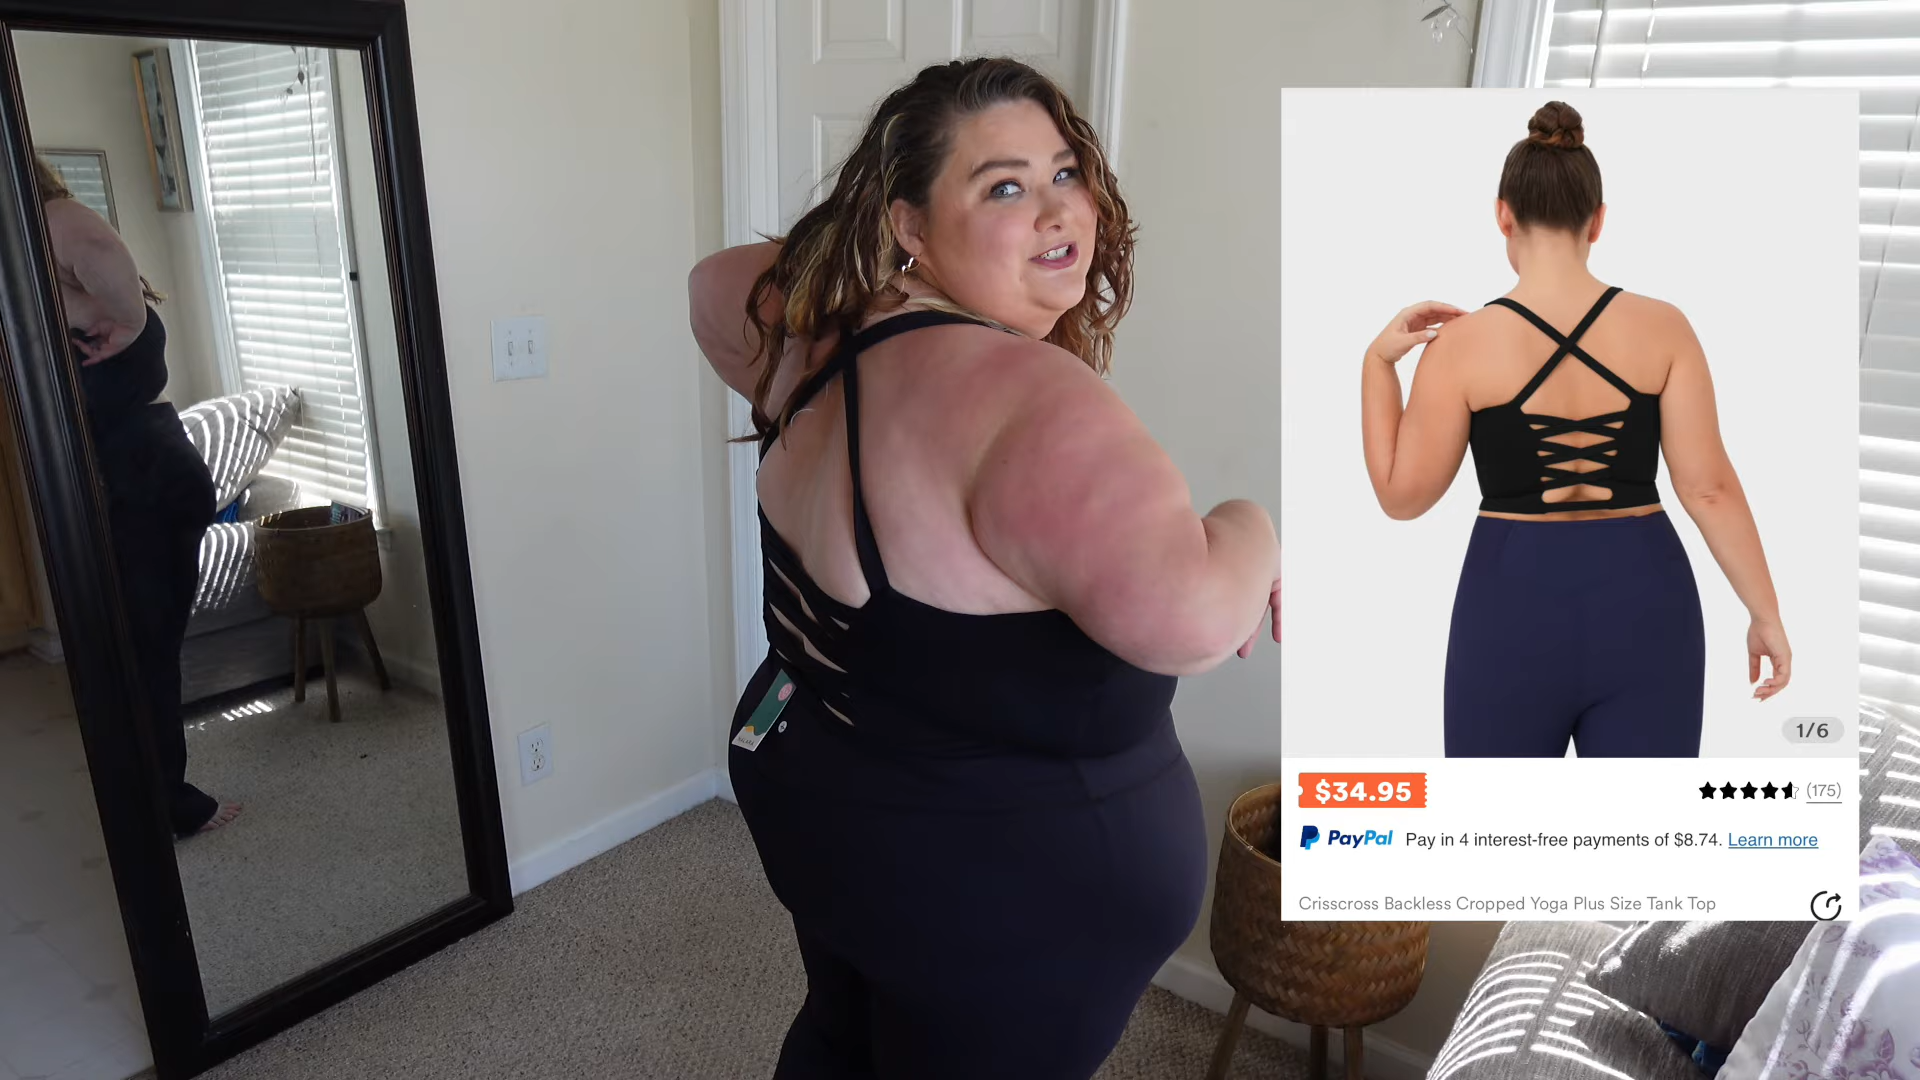 1/6
$34.95
(175)
PayPal Pay in 4 interest-free payments of $8.74. Learn more
Crisscross Backless Cropped Yoga Plus Size Tank Top